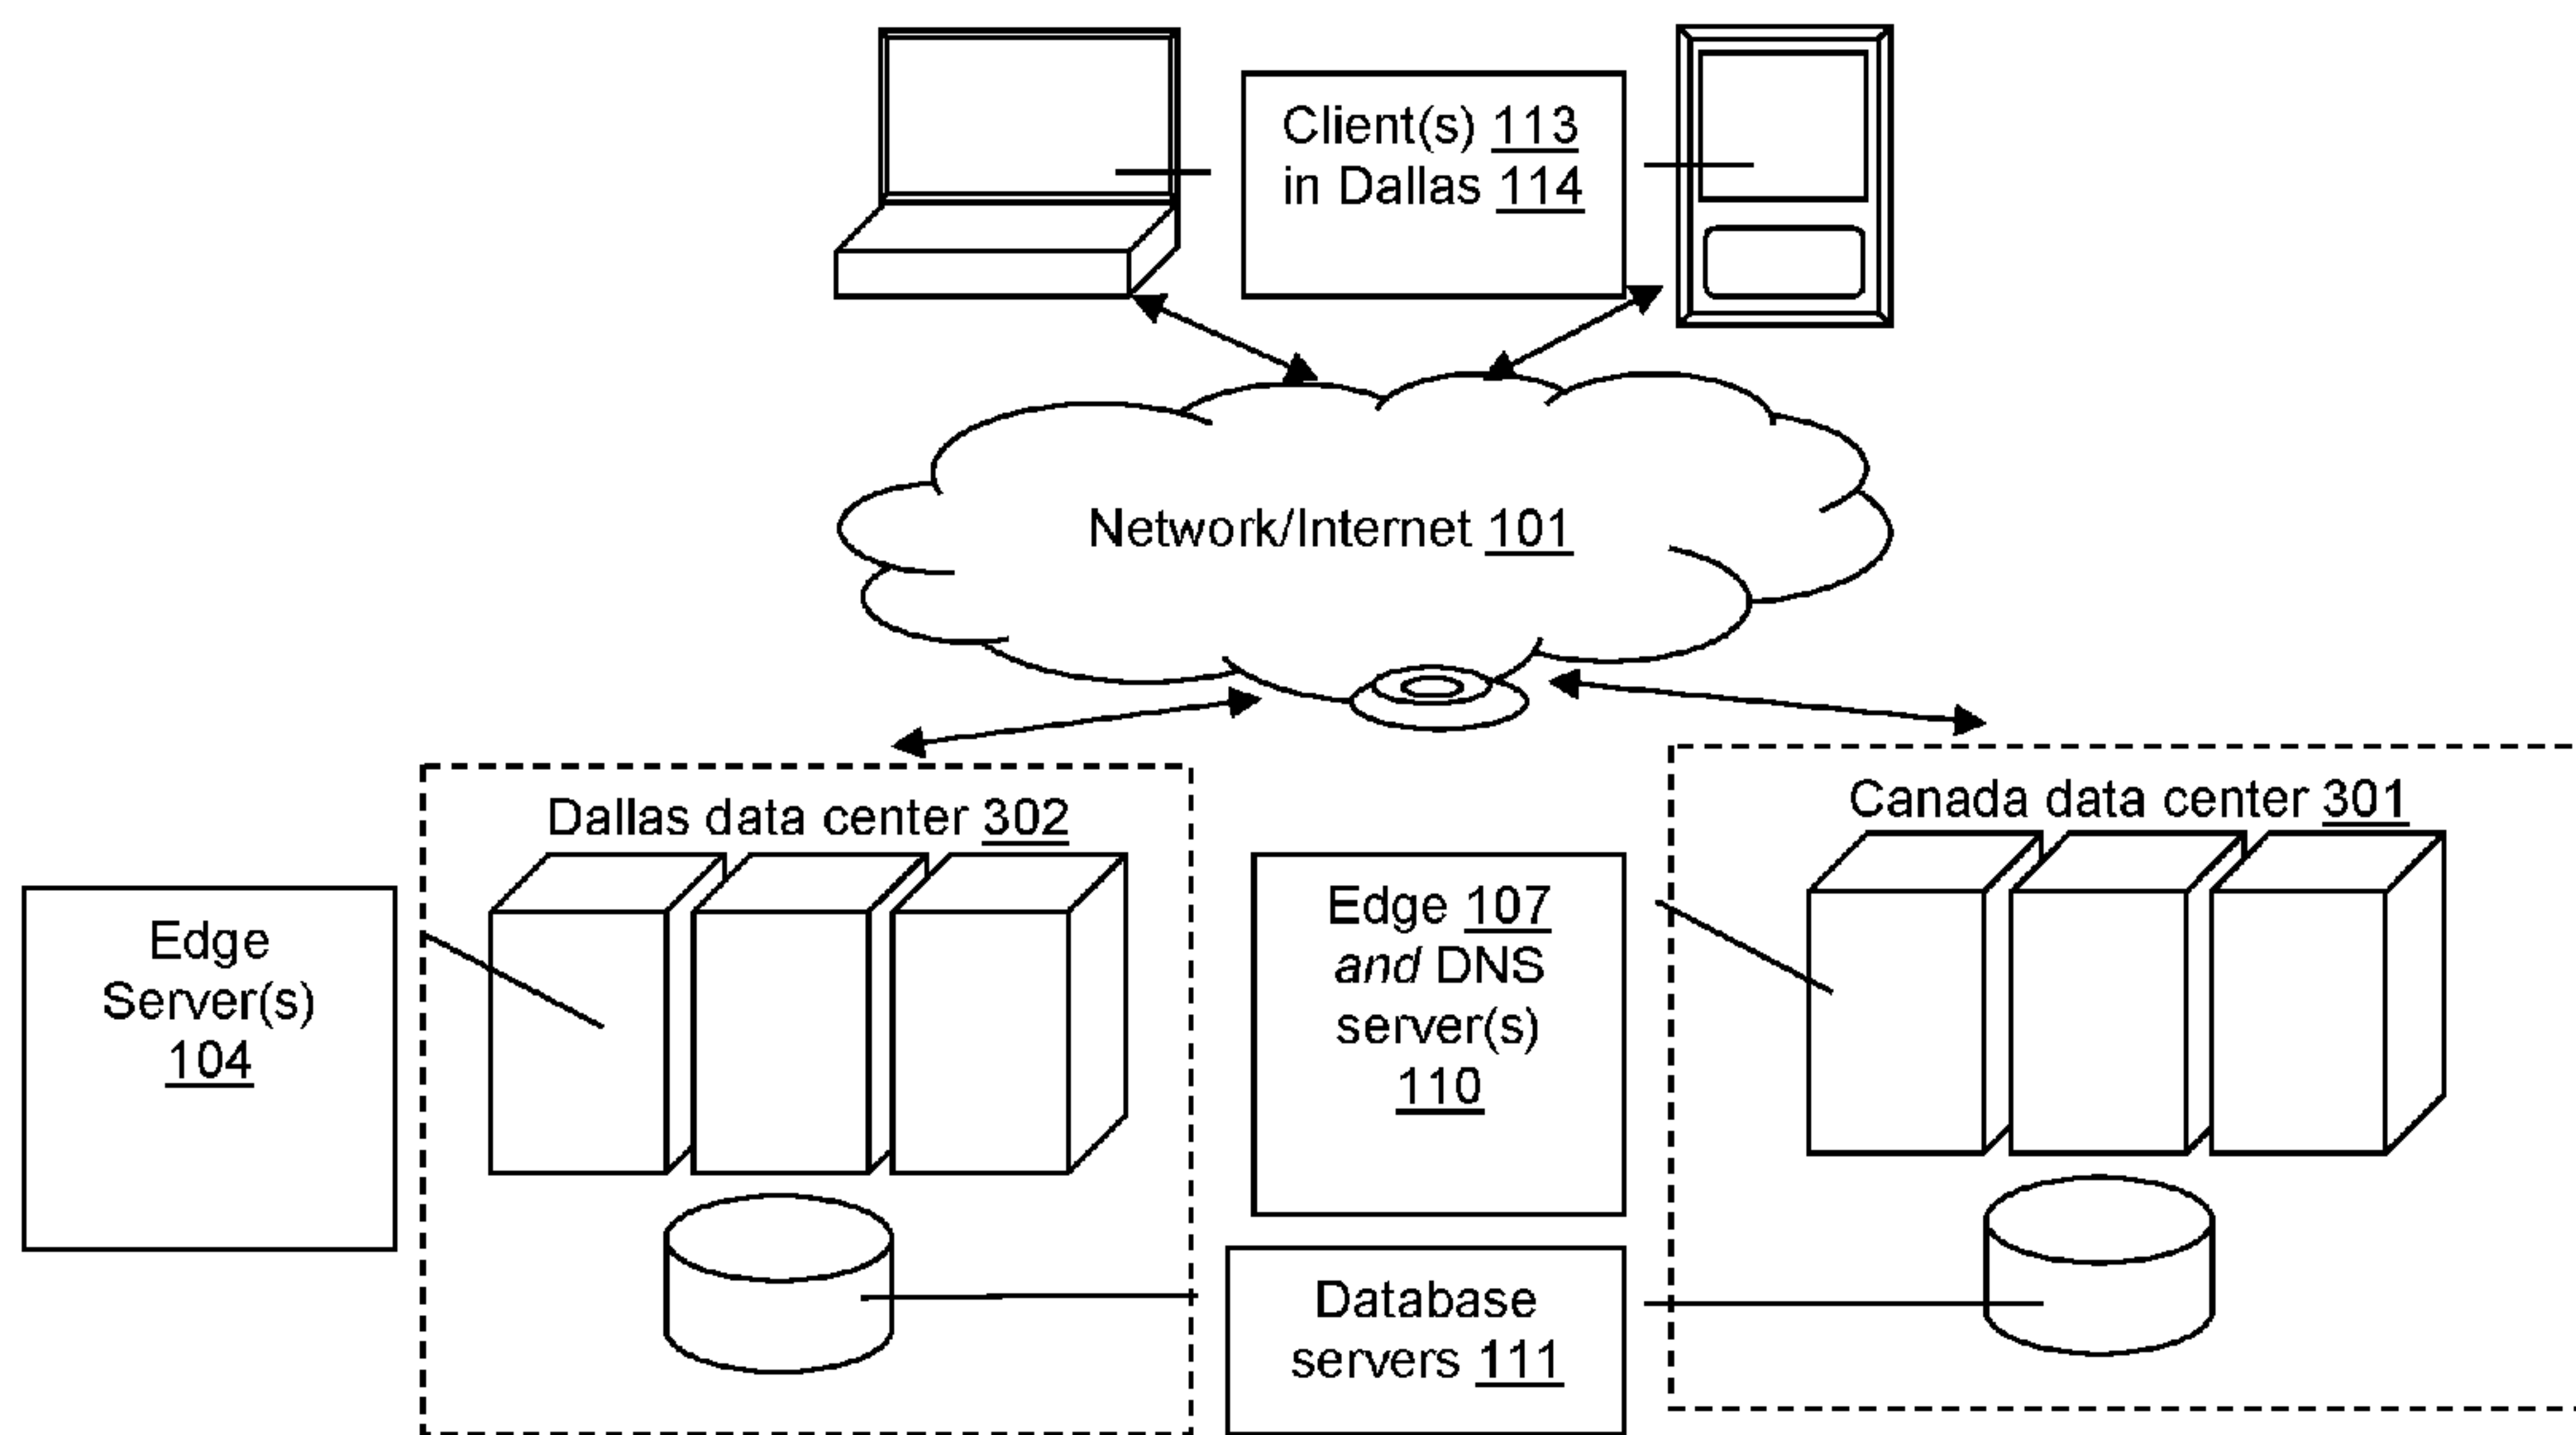 Client(s) 113
in Dallas 114
Network/Internet 101
Dallas data center 302
Canada data center 301
Edge
Server(s)
104
Edge 107
and DNS
server(s)
110
Database
servers 111